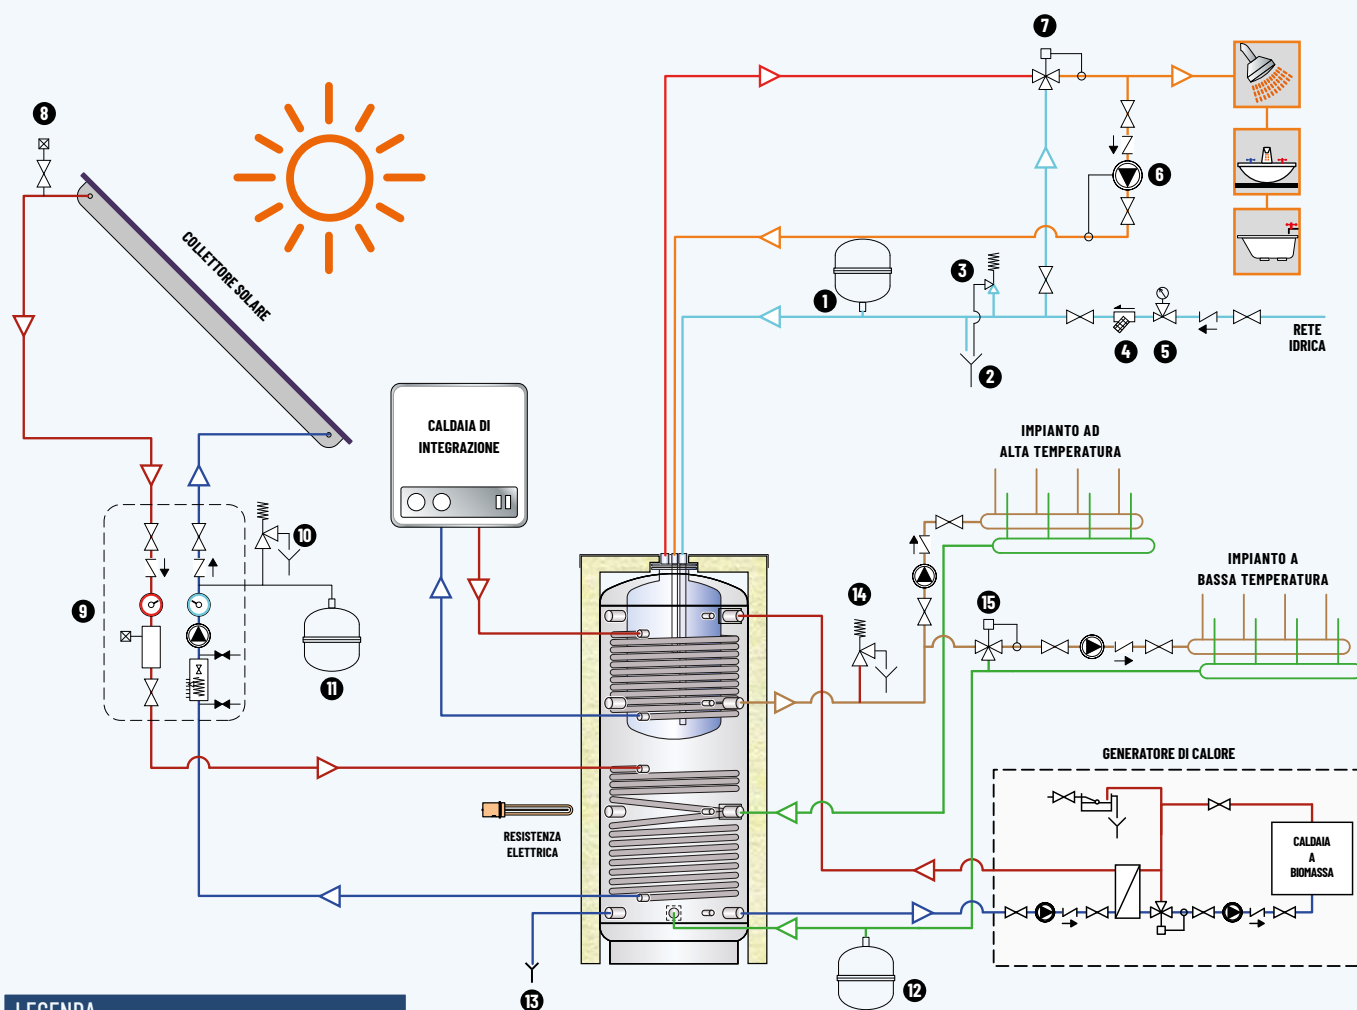 7
8
COLLETTORE SOLARE
6
3
1
4
5
RETE
IDRICA
2
CALDAIA DI
INTEGRAZIONE
IMPIANTO AD
ALTA TEMPERATURA
10
IMPIANTO A
BASSA TEMPERATURA
9
14
15
11
GENERATORE DI CALORE
RESISTENZA
ELETTRICA
CALDAIA
A
BIOMASSA
13
12
LEGENDA